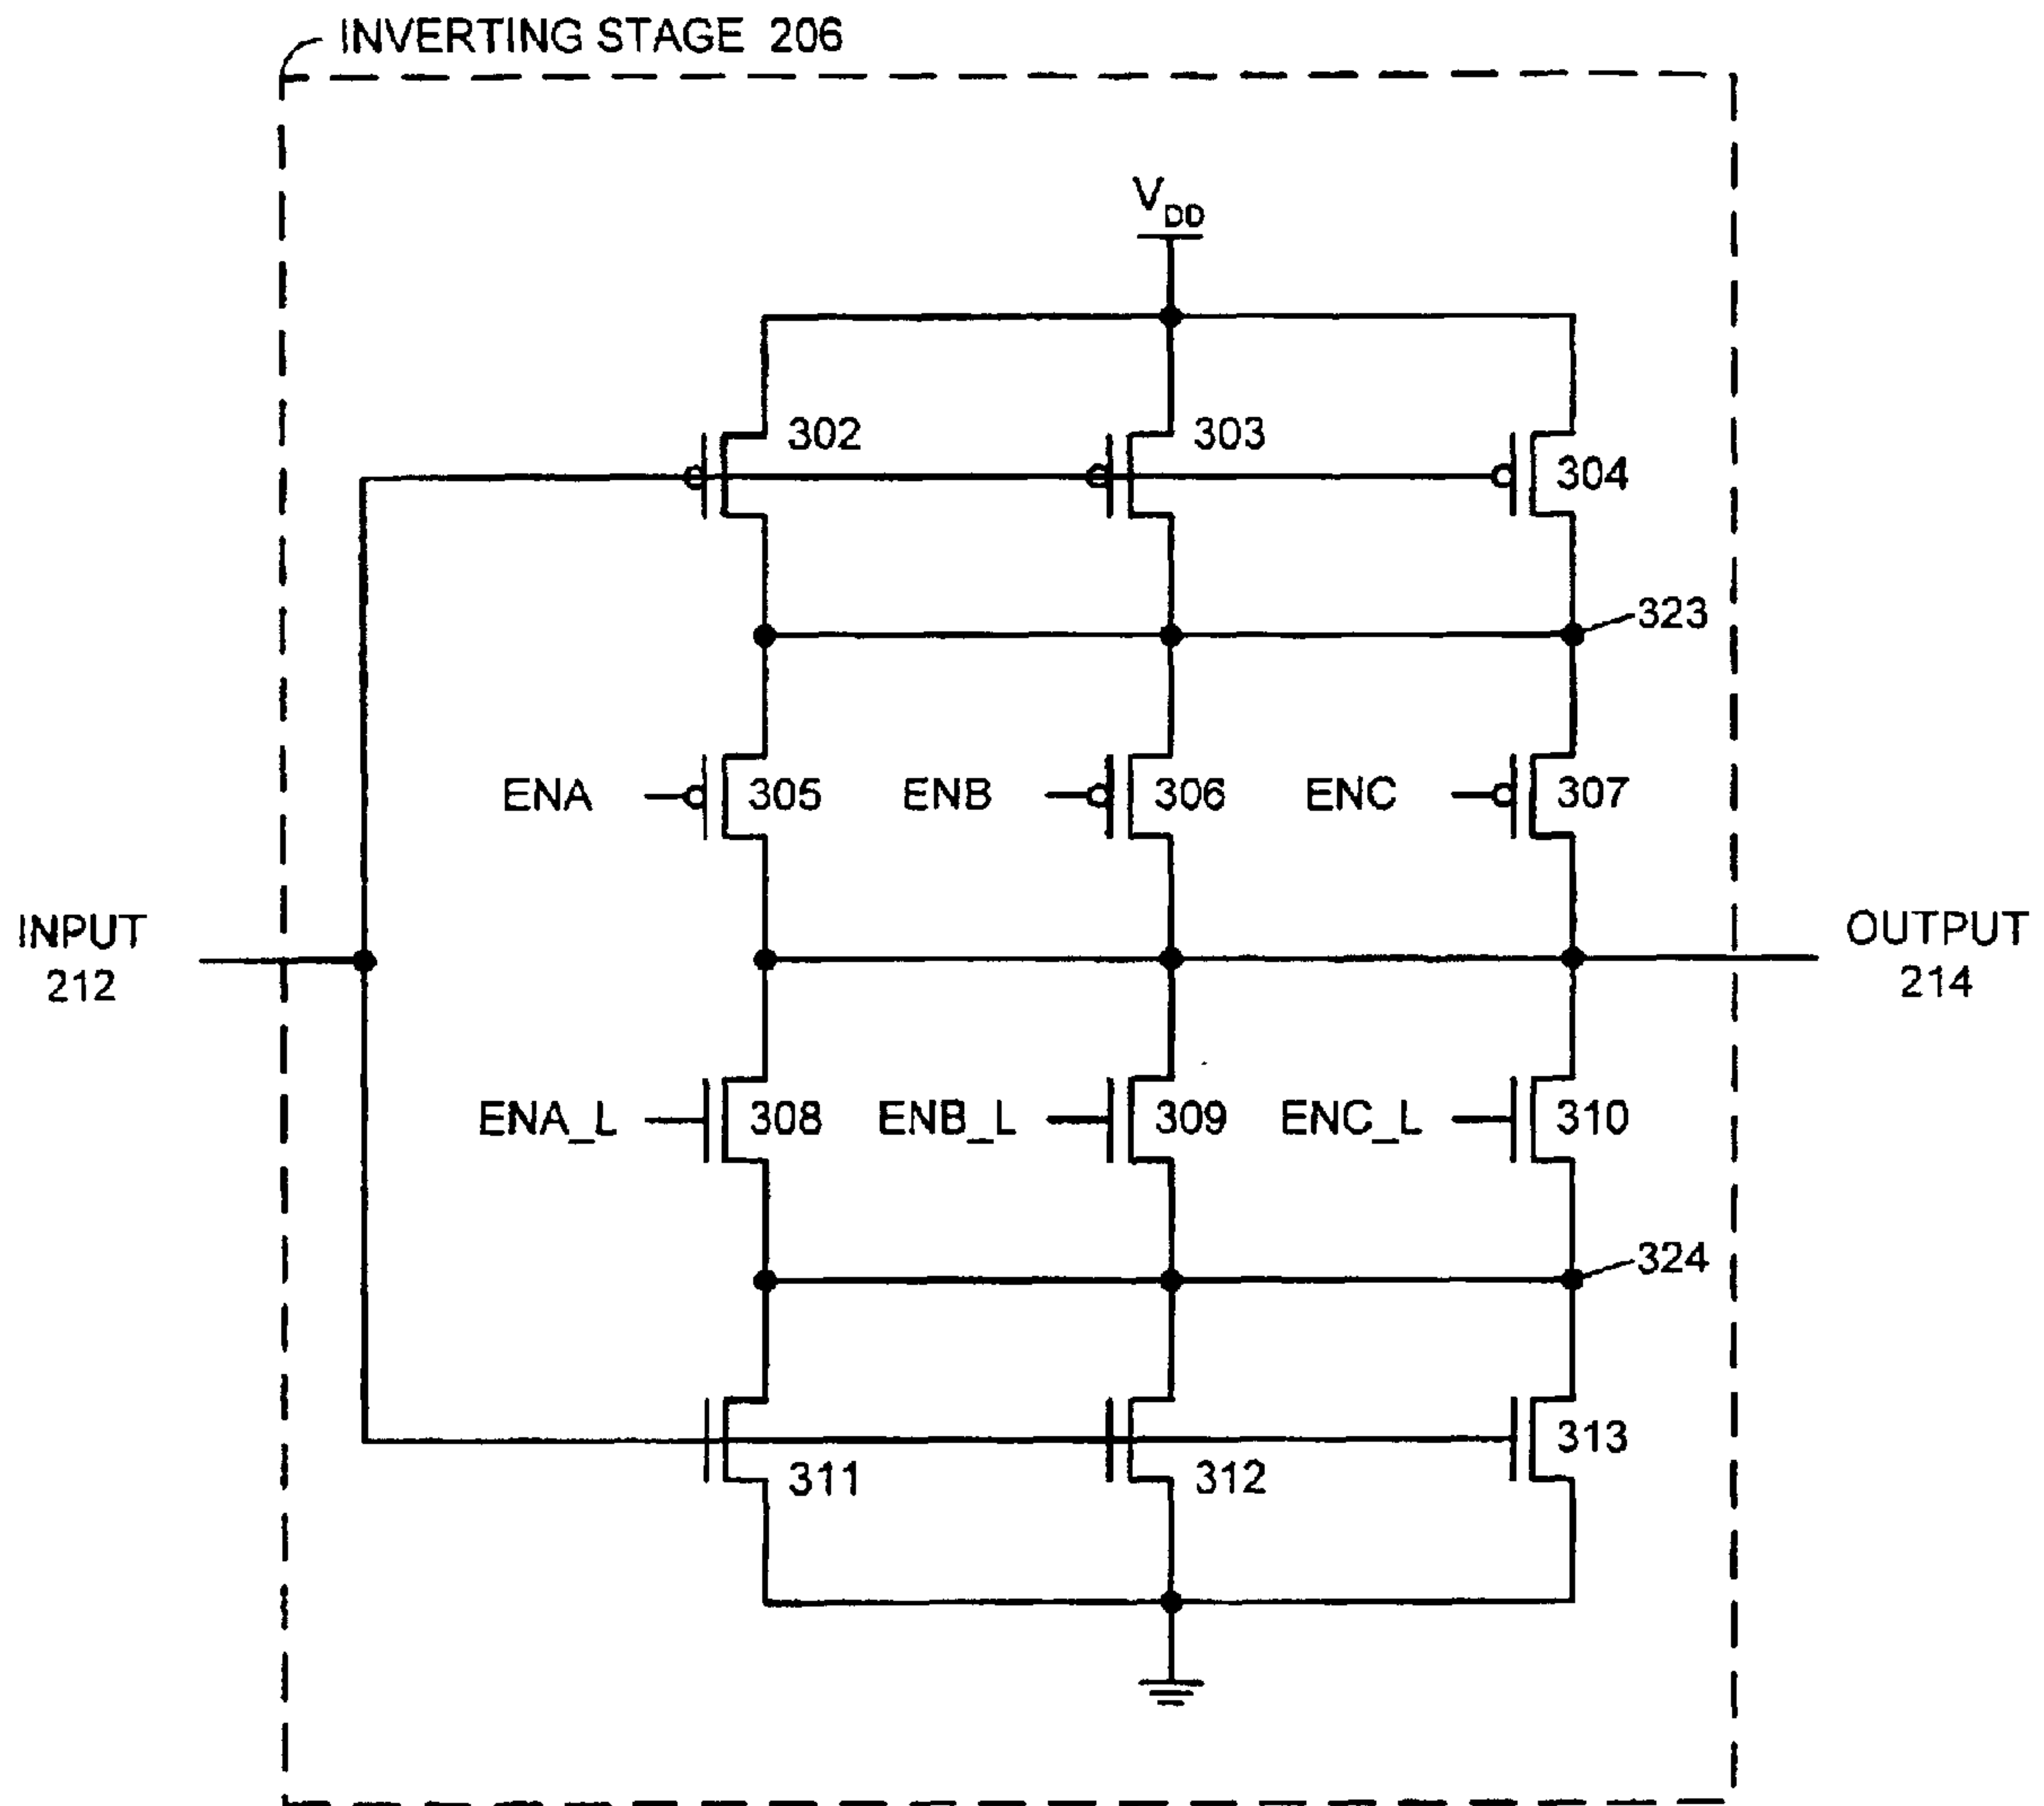 INVERTING STAGE 206
VDD
302
303
304
323
ENA
305
ENB
306
ENC
307
INPUT
212
OUTPUT
214
ENA_L
308
ENB_L
309
ENC_L
310
324
311
312
313